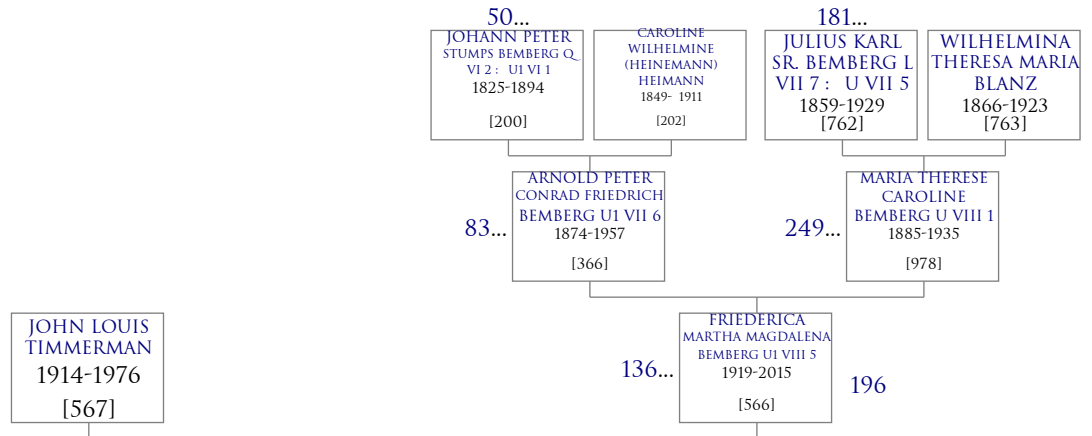 50...
JOHANN PETER
STUMPS BEMBERG Q
VI 2 : U1 VI 1
1825-1894
[200]
CAROLINE
WILHELMINE
(HEINEMANN)
HEIMANN
1849- 1911
[202]
181...
JULIUS KARL
SR. BEMBERG L
VII 7 : U VII 5
1859-1929
[762]
WILHELMINA
THERESA MARIA
BLANZ
1866-1923
[763]
83...
ARNOLD PETER
CONRAD FRIEDRICH
BEMBERG U1 VII 6
1874-1957
[366]
249...
MARIA THERESE
CAROLINE
BEMBERG U VIII 1
1885-1935
[978]
JOHN LOUIS
TIMMERMAN
1914-1976
[567]
136...
FRIEDERICA
MARTHA MAGDALENA
BEMBERG U1 VIII 5
1919-2015
[566]
196